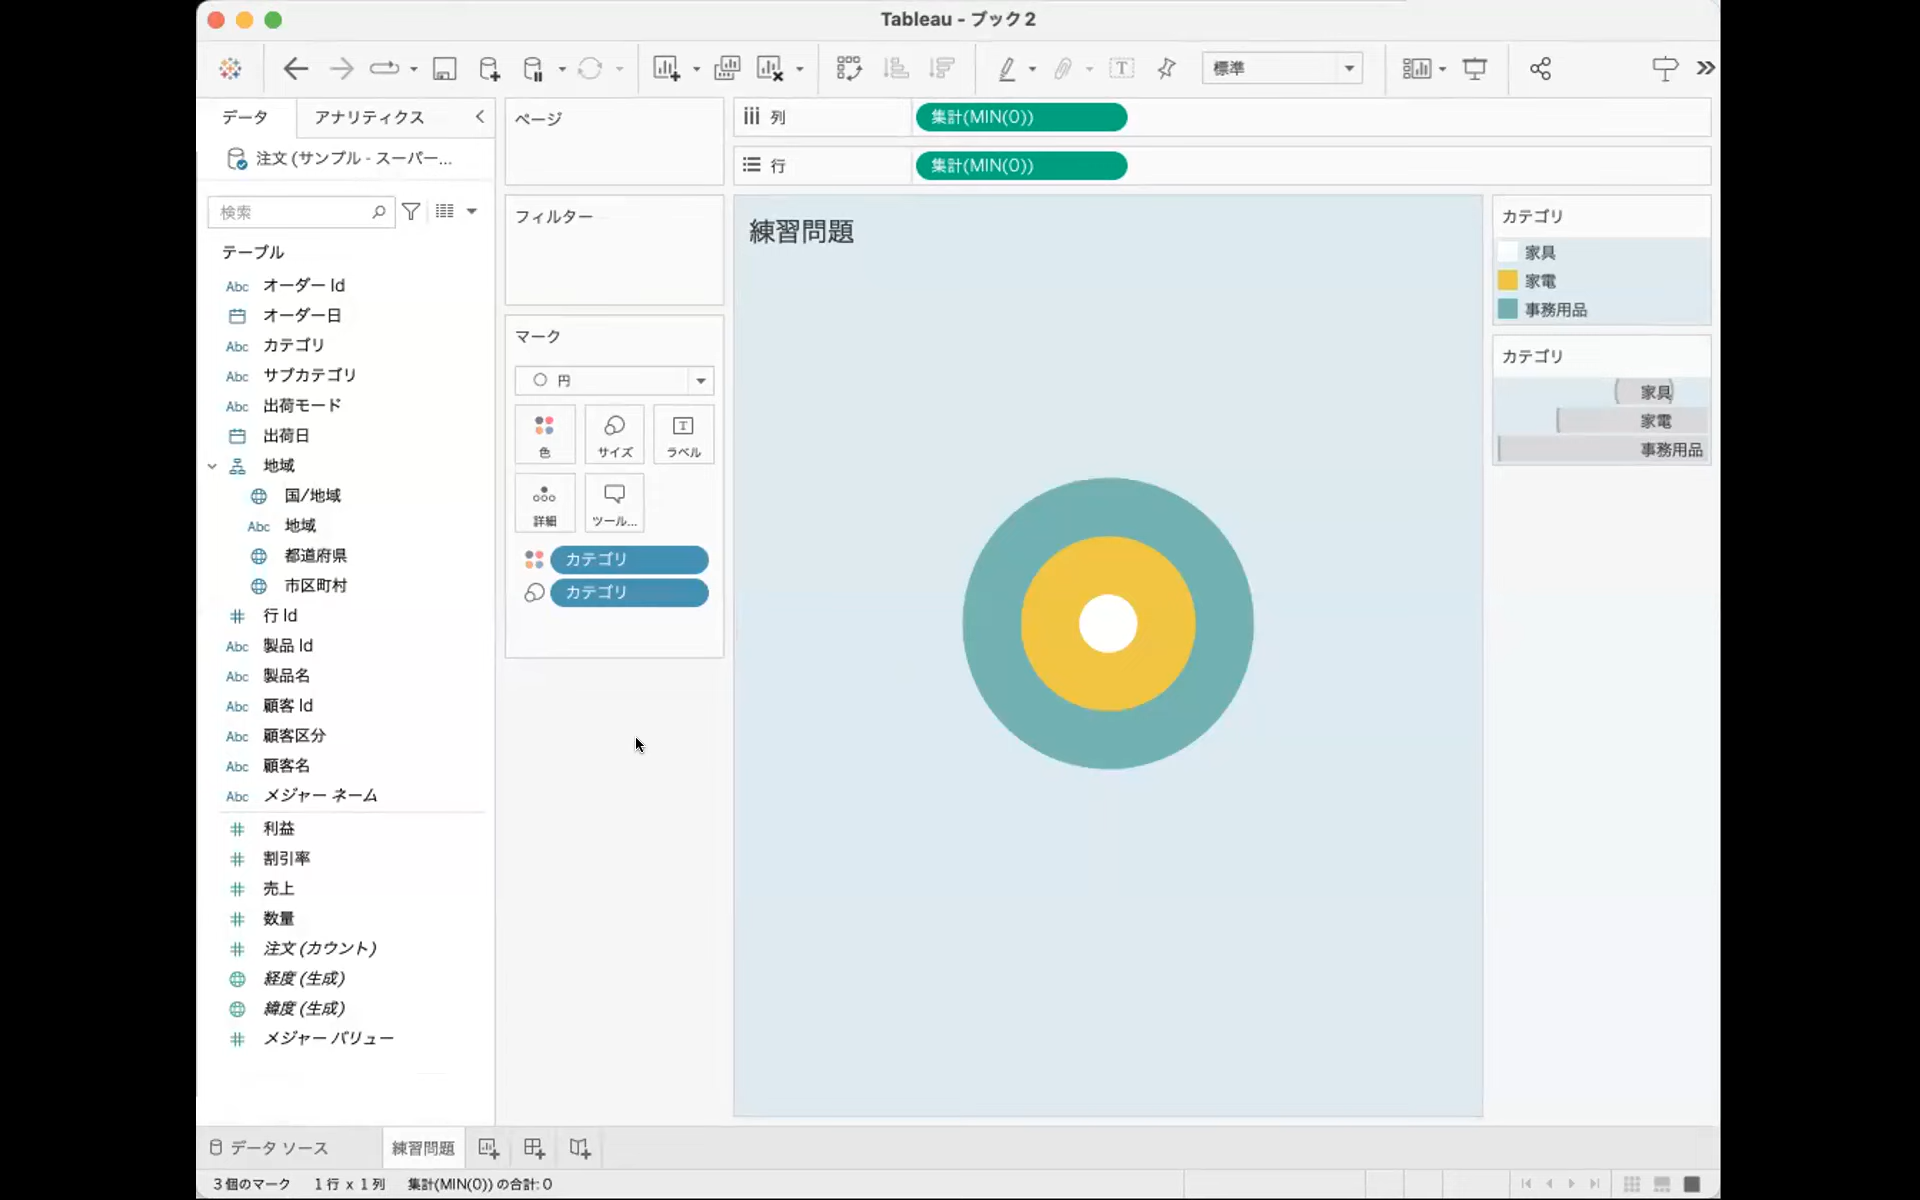 Tableau - ブック2
標準
データ
アナリティクス
注文 (サンプル - スーパー...
検索
テーブル
Abc オーダー Id
オーダー日
Abc カテゴリ
Abc サブカテゴリ
Abc 出荷モード
出荷日
地域
国/地域
Abc 地域
都道府県
市区町村
行 Id
Abc 製品 Id
Abc 製品名
Abc 顧客 Id
Abc 顧客区分
Abc 顧客名
Abc メジャー ネーム
利益
割引率
売上
数量
注文 (カウント)
経度 (生成)
緯度 (生成)
メジャー バリュー
ページ
フィルター
マーク
円
色
サイズ
ラベル
詳細
ツール...
カテゴリ
カテゴリ
列
集計(MIN(0))
行
集計(MIN(0))
練習問題
カテゴリ
家具
家電
事務用品
カテゴリ
家具
家電
事務用品
データ ソース
練習問題
3個のマーク
1 行 x 1 列
集計(MIN(0)) の合計: 0